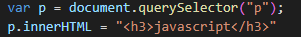 var p = document.querySelector("p");
p.innerHTML = "<h3>javascript</h3>"